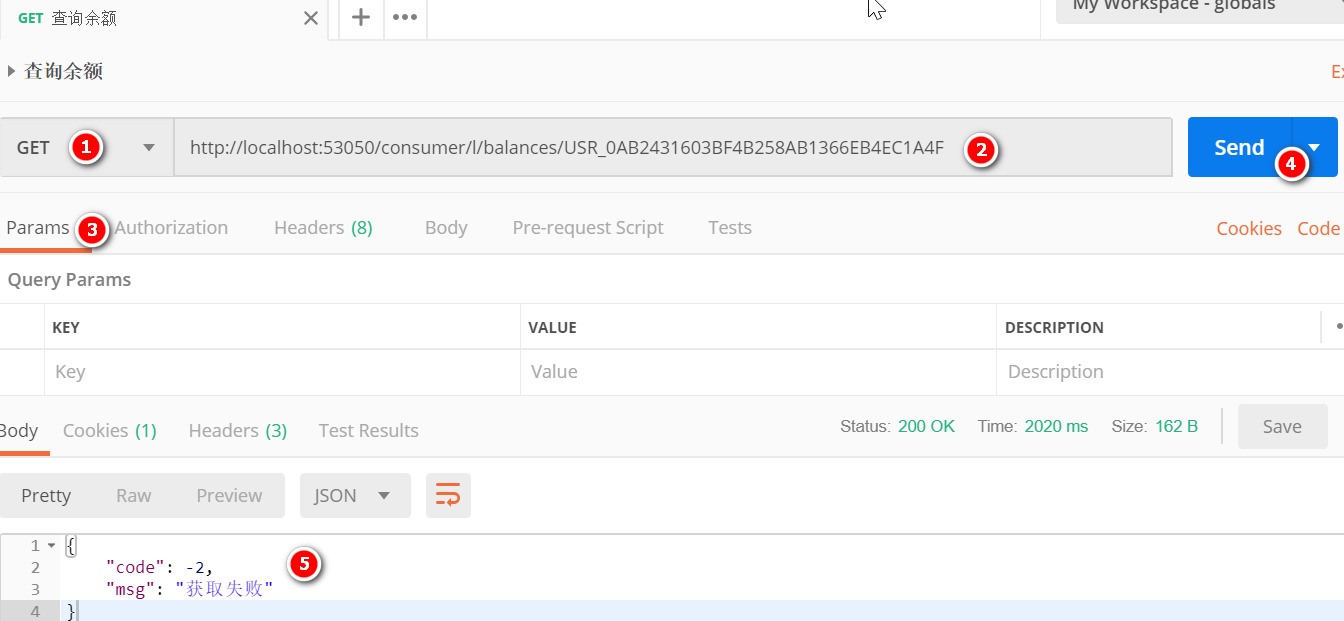 GET 查询余额
My Workspace - globals
查询余额
GET 1 http://localhost:53050/consumer/l/balances/USR_0AB2431603BF4B258AB1366EB4EC1A4F 2 Send 4
Params 3 Authorization Headers (8) Body Pre-request Script Tests Cookies Code
Query Params
KEY VALUE DESCRIPTION
Key Value Description
Body Cookies (1) Headers (3) Test Results Status: 200 OK Time: 2020 ms Size: 162 B Save
Pretty Raw Preview JSON
1 {
2 "code": -2, 5
3 "msg": "获取失败"
4 }